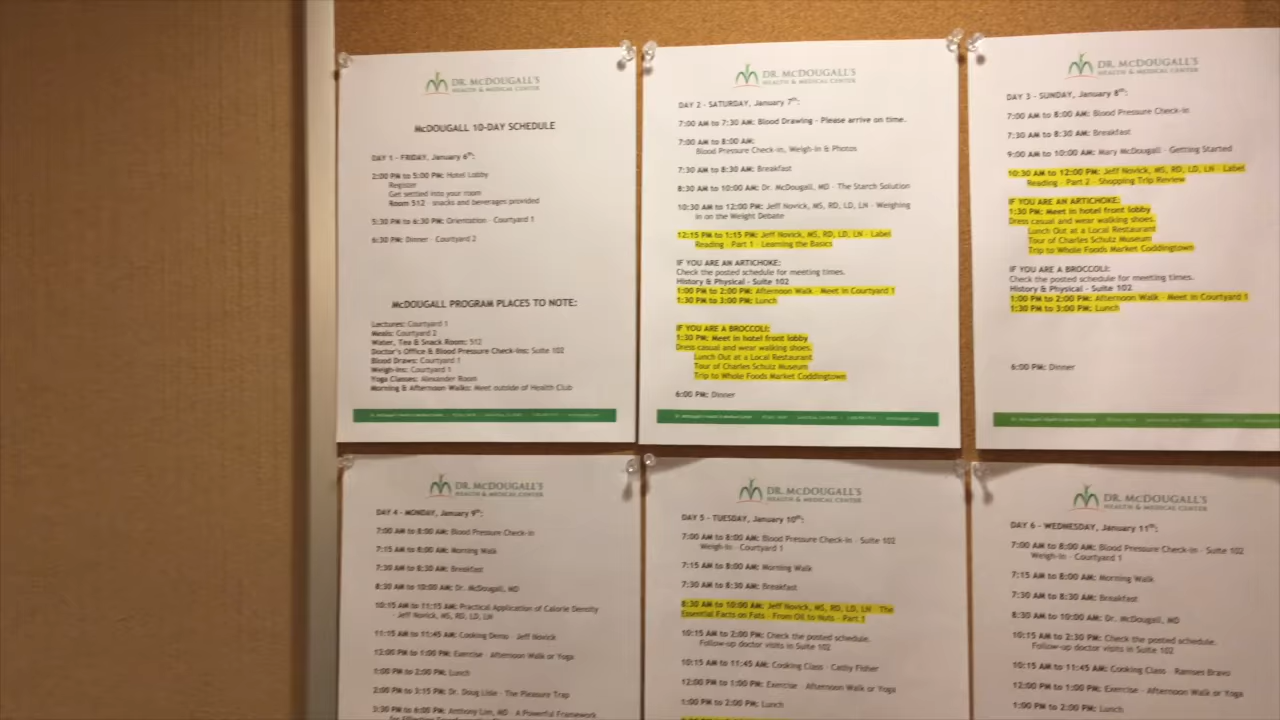 DR. McDOUGALL'S
HEALTH & MEDICAL CENTER
McDOUGALL 10-DAY SCHEDULE
DAY 1 - FRIDAY, January 6th:
2:00 PM to 5:00 PM: Hotel Lobby
Register
Get settled into your room
Room 512 - snacks and beverages provided
5:30 PM to 6:30 PM: Orientation - Courtyard 1
6:30 PM: Dinner - Courtyard 2
McDOUGALL PROGRAM PLACES TO NOTE:
Lectures: Courtyard 1
Meals: Courtyard 2
Water, Tea & Snack Room: 512
Doctor's Office & Blood Pressure Check-Ins: Suite 102
Blood Draws: Courtyard 1
Weigh-Ins: Courtyard 1
Yoga Classes: Alexander Room
Morning & Afternoon Walks: Meet outside of Health Club
DR. McDOUGALL'S
HEALTH & MEDICAL CENTER
DAY 2 - SATURDAY, January 7th:
7:00 AM to 7:30 AM: Blood Drawing - Please arrive on time.
7:00 AM to 8:00 AM:
Blood Pressure Check-in, Weigh-in & Photos
7:30 AM to 8:30 AM: Breakfast
8:30 AM to 10:00 AM: Dr. McDougall, MD - The Starch Solution
10:30 AM to 12:00 PM: Jeff Novick, MS, RD, LD, LN - Weighing
in on the Weight Debate
12:15 PM to 1:15 PM: Jeff Novick, MS, RD, LD, LN - Label
Reading - Part 1 - Learning the Basics
IF YOU ARE AN ARTICHOKE:
Check the posted schedule for meeting times.
History & Physical - Suite 102
1:00 PM to 2:00 PM: Afternoon Walk - Meet in Courtyard 1
1:30 PM to 3:00 PM: Lunch
IF YOU ARE A BROCCOLI:
1:30 PM: Meet in hotel front lobby
Dress casual and wear walking shoes.
Lunch Out at a Local Restaurant
Tour of Charles Schulz Museum
Trip to Whole Foods Market Coddingtown
6:00 PM: Dinner
DR. McDOUGALL'S
HEALTH & MEDICAL CENTER
DAY 3 - SUNDAY, January 8th:
7:00 AM to 8:00 AM: Blood Pressure Check-in
7:30 AM to 8:30 AM: Breakfast
9:00 AM to 10:00 AM: Mary McDougall - Getting Started
10:30 AM to 12:00 PM: Jeff Novick, MS, RD, LD, LN - Label
Reading - Part 2 - Shopping Trip Review
IF YOU ARE AN ARTICHOKE:
1:30 PM: Meet in hotel front lobby
Dress casual and wear walking shoes.
Lunch Out at a Local Restaurant
Tour of Charles Schulz Museum
Trip to Whole Foods Market Coddingtown
IF YOU ARE A BROCCOLI:
Check the posted schedule for meeting times.
History & Physical - Suite 102
1:00 PM to 2:00 PM: Afternoon Walk - Meet in Courtyard 1
1:30 PM to 3:00 PM: Lunch
6:00 PM: Dinner
DR. McDOUGALL'S
HEALTH & MEDICAL CENTER
DAY 4 - MONDAY, January 9th:
7:00 AM to 8:00 AM: Blood Pressure Check-in
7:15 AM to 8:00 AM: Morning Walk
7:30 AM to 8:30 AM: Breakfast
8:30 AM to 10:00 AM: Dr. McDougall, MD
10:15 AM to 11:15 AM: Practical Application of Calorie Density
- Jeff Novick, MS, RD, LD, LN
11:15 AM to 11:45 AM: Cooking Demo - Jeff Novick
12:00 PM to 1:00 PM: Exercise - Afternoon Walk or Yoga
1:00 PM to 2:00 PM: Lunch
2:00 PM to 3:15 PM: Dr. Doug Lisle - The Pleasure Trap
3:30 PM to 6:00 PM: Anthony Lim, MD - A Powerful Framework
DR. McDOUGALL'S
HEALTH & MEDICAL CENTER
DAY 5 - TUESDAY, January 10th:
7:00 AM to 8:00 AM: Blood Pressure Check-in - Suite 102
Weigh-in - Courtyard 1
7:15 AM to 8:00 AM: Morning Walk
7:30 AM to 8:30 AM: Breakfast
8:30 AM to 10:00 AM: Jeff Novick, MS, RD, LD, LN - The
Essential Facts on Fats - From Oil to Nuts - Part 1
10:15 AM to 2:00 PM: Check the posted schedule.
Follow-up doctor visits in Suite 102
10:15 AM to 11:45 AM: Cooking Class - Cathy Fisher
12:00 PM to 1:00 PM: Exercise - Afternoon Walk or Yoga
1:00 PM to 2:00 PM: Lunch
DR. McDOUGALL'S
HEALTH & MEDICAL CENTER
DAY 6 - WEDNESDAY, January 11th:
7:00 AM to 8:00 AM: Blood Pressure Check-in - Suite 102
Weigh-in - Courtyard 1
7:15 AM to 8:00 AM: Morning Walk
7:30 AM to 8:30 AM: Breakfast
8:30 AM to 10:00 AM: Dr. McDougall, MD
10:15 AM to 2:30 PM: Check the posted schedule.
Follow-up doctor visits in Suite 102
10:15 AM to 11:45 AM: Cooking Class - Ramses Bravo
12:00 PM to 1:00 PM: Exercise - Afternoon Walk or Yoga
1:00 PM to 2:00 PM: Lunch